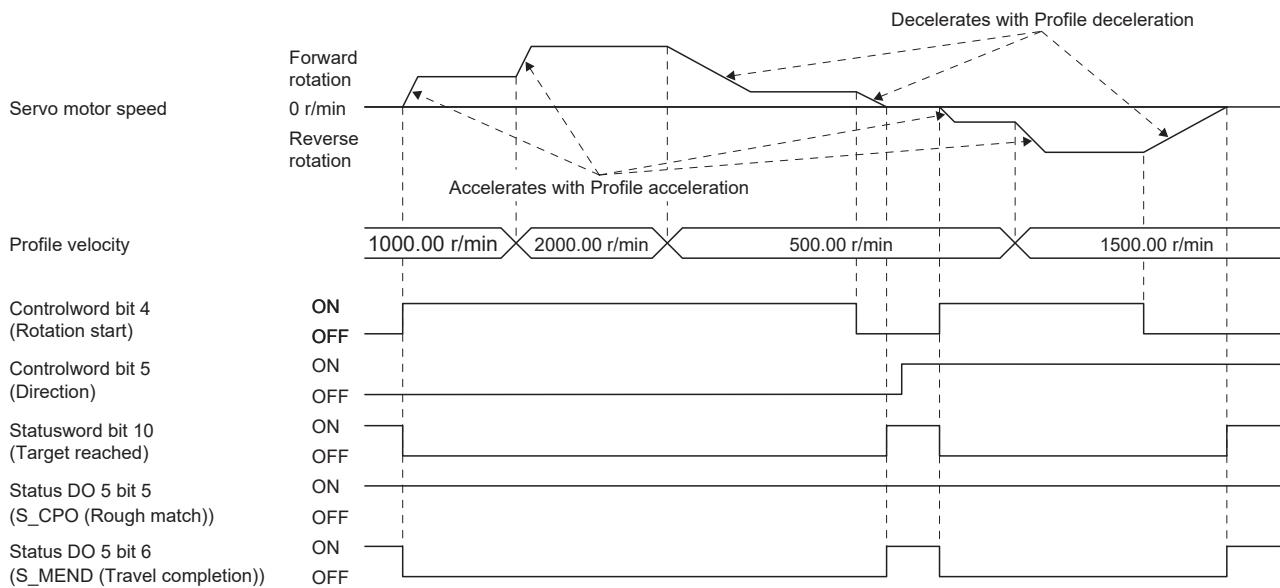 Decelerates with Profile deceleration
Forward
rotation
Servo motor speed
0 r/min
Reverse
rotation
Accelerates with Profile acceleration
Profile velocity
1000.00 r/min
2000.00 r/min
500.00 r/min
1500.00 r/min
Controlword bit 4
(Rotation start)
ON
OFF
Controlword bit 5
(Direction)
ON
OFF
Statusword bit 10
(Target reached)
ON
OFF
Status DO 5 bit 5
(S_CPO (Rough match))
ON
OFF
Status DO 5 bit 6
(S_MEND (Travel completion))
ON
OFF